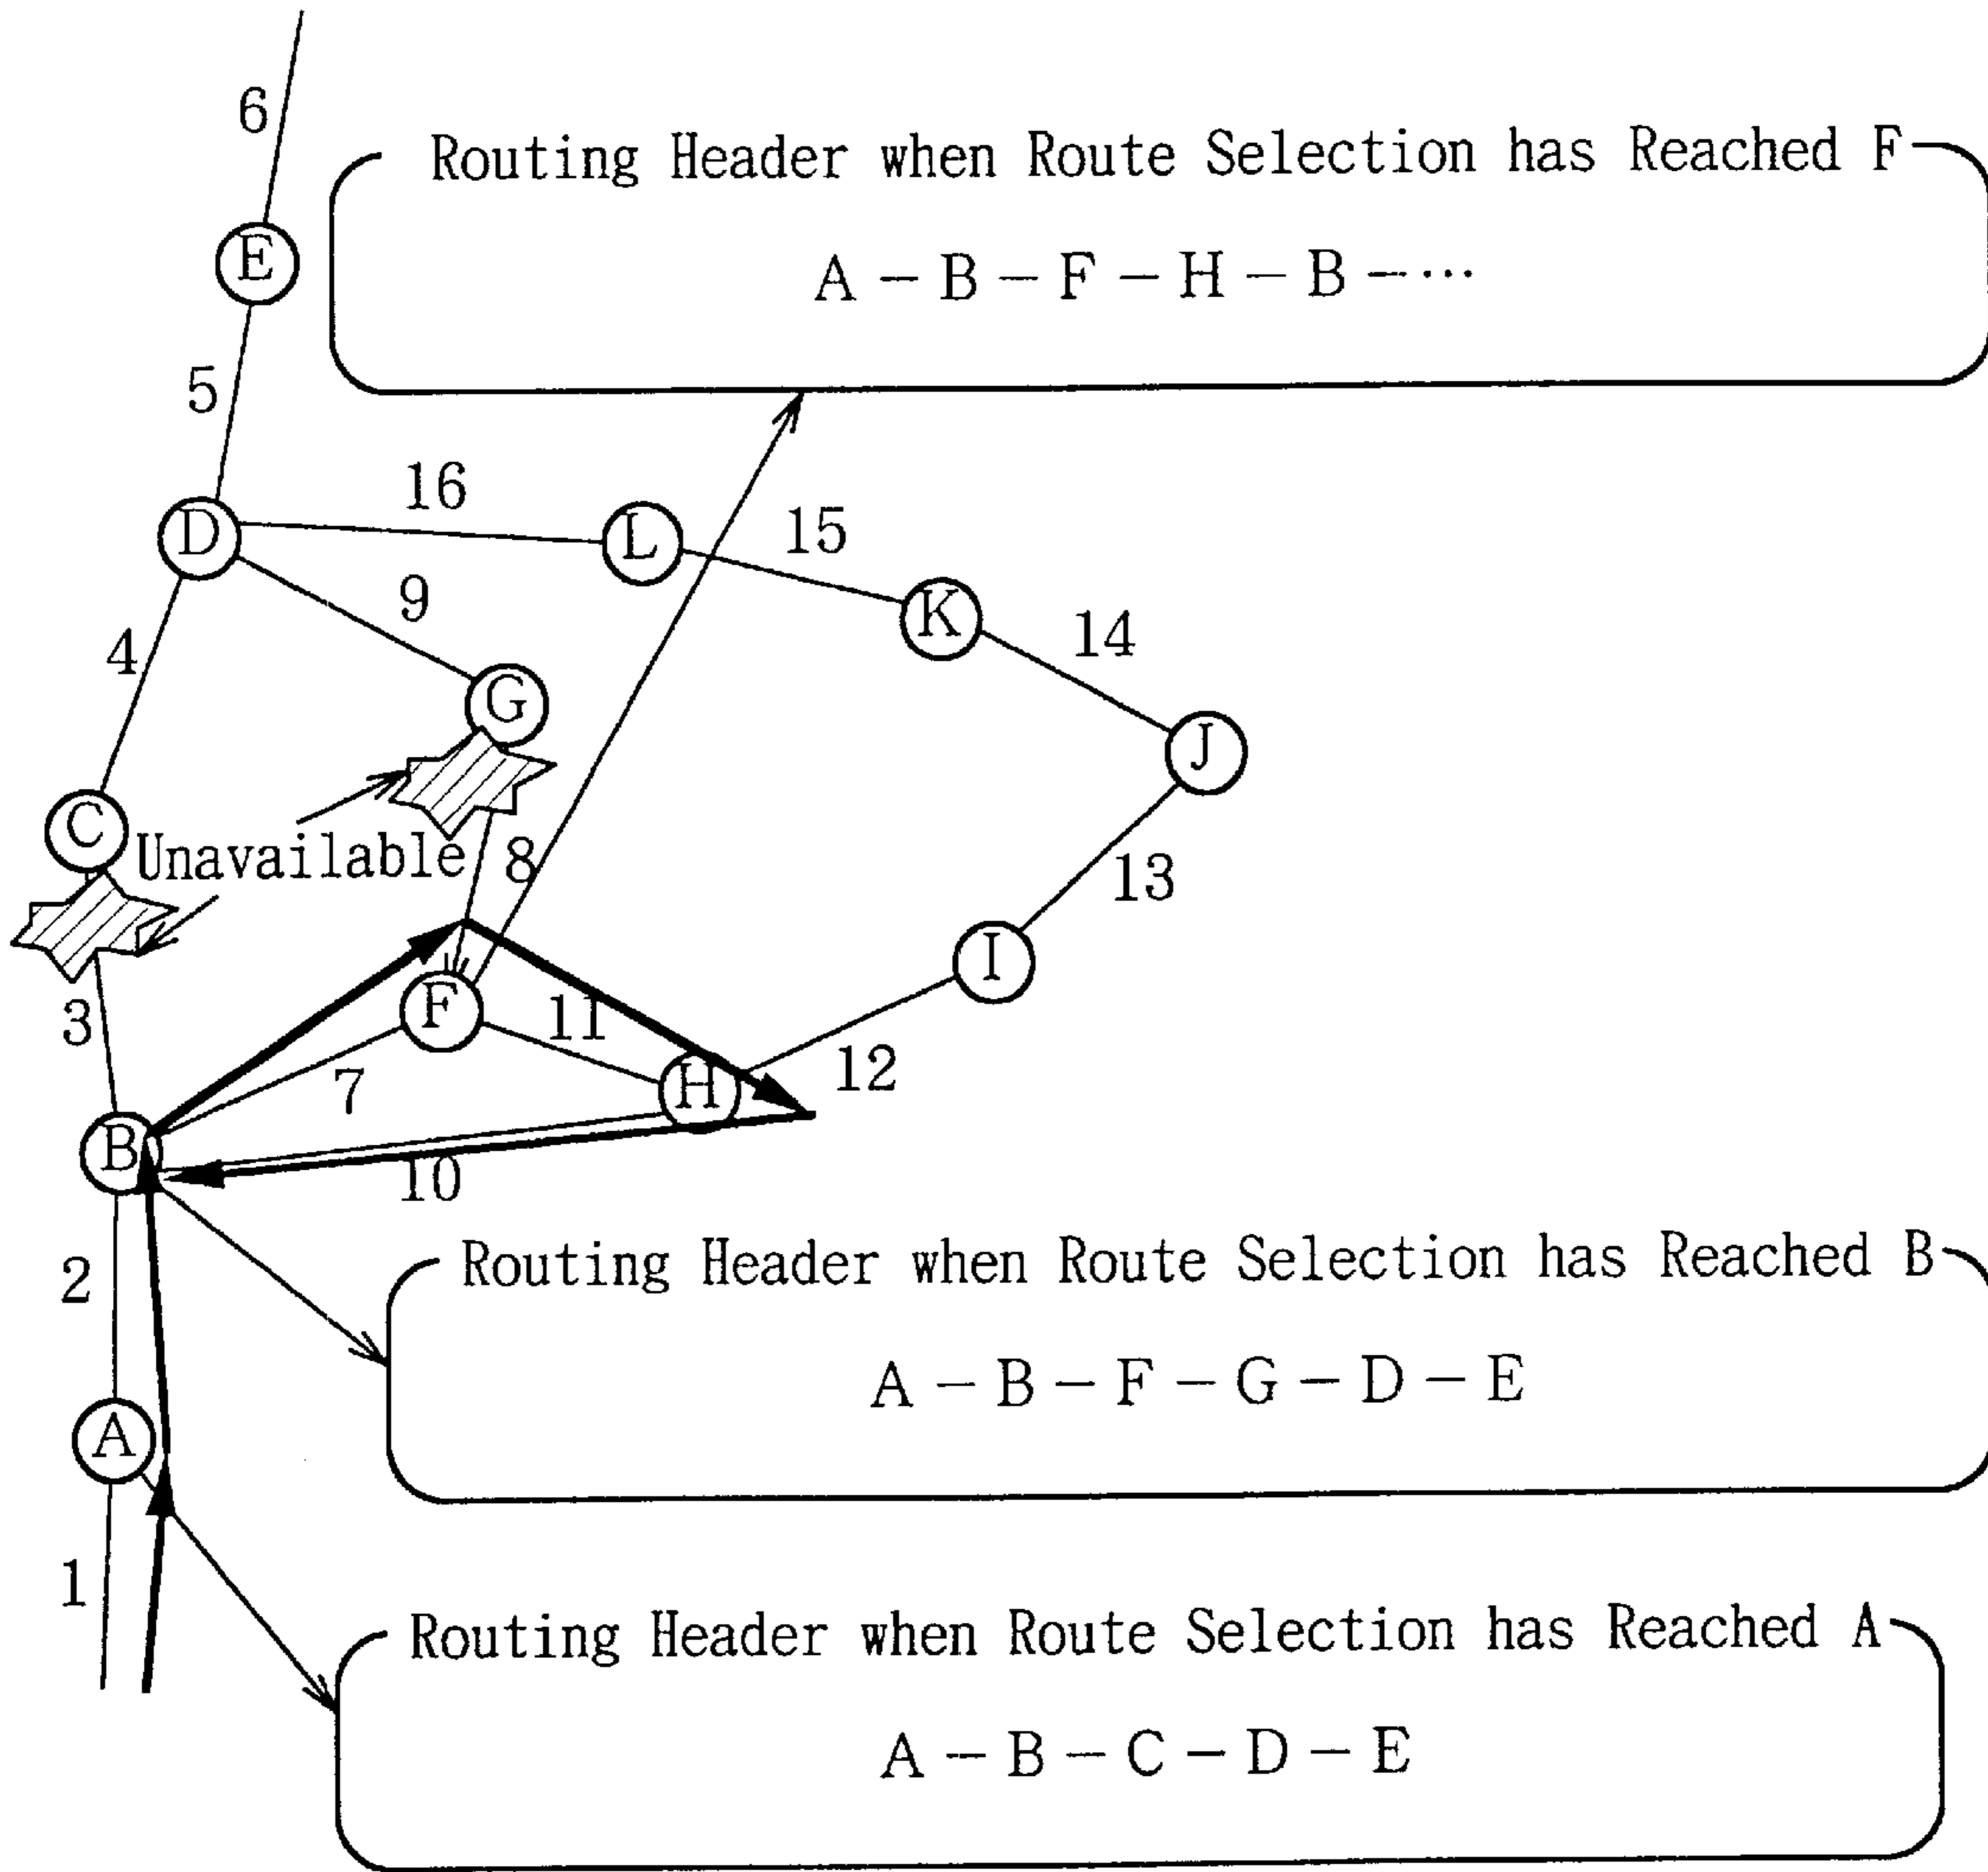 6
Routing Header when Route Selection has Reached F
A – B – F – H – B – ···
E
5
16
L
15
D
9
K
14
4
G
J
C
Unavailable
8
13
I
3
F
11
H
12
7
B
10
2
Routing Header when Route Selection has Reached B
A – B – F – G – D – E
A
1
Routing Header when Route Selection has Reached A
A – B – C – D – E